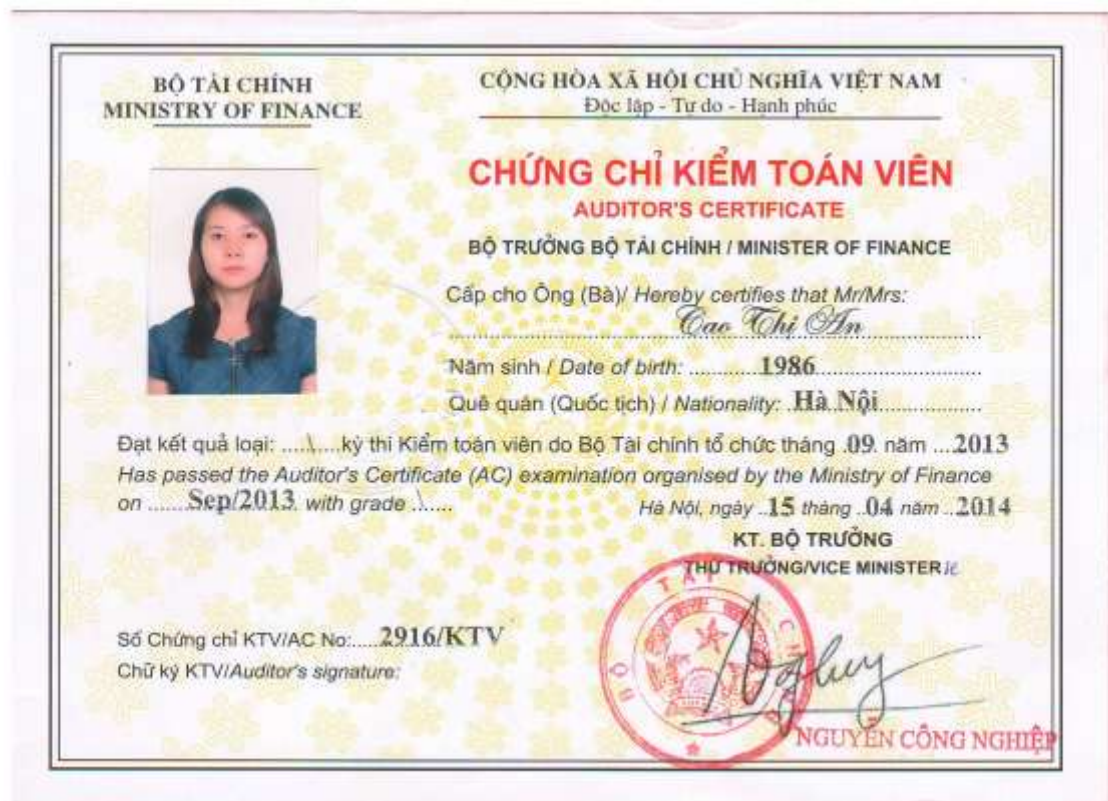 BỘ TÀI CHÍNH
MINISTRY OF FINANCE
CỘNG HÒA XÃ HỘI CHỦ NGHĨA VIỆT NAM
Độc lập - Tự do - Hạnh phúc
CHỨNG CHỈ KIỂM TOÁN VIÊN
AUDITOR'S CERTIFICATE
BỘ TRƯỞNG BỘ TÀI CHÍNH / MINISTER OF FINANCE
Cấp cho Ông (Bà)/ Hereby certifies that Mr/Mrs:
Cao Thị An
Năm sinh / Date of birth: ............1986............
Quê quán (Quốc tịch) / Nationality: ..Hà Nội............
Đạt kết quả loại: ....\....kỳ thi Kiểm toán viên do Bộ Tài chính tổ chức tháng .09. năm ....2013
Has passed the Auditor's Certificate (AC) examination organised by the Ministry of Finance
on .......Sep/2013. with grade .\......
Hà Nội, ngày ..15 tháng ..04 năm ..2014
KT. BỘ TRƯỞNG
THỨ TRƯỞNG/VICE MINISTER
BỘ TÀI CHÍNH
Số Chứng chỉ KTV/AC No:....2916/KTV
Chữ ký KTV/Auditor's signature:
NGUYỄN CÔNG NGHIỆP